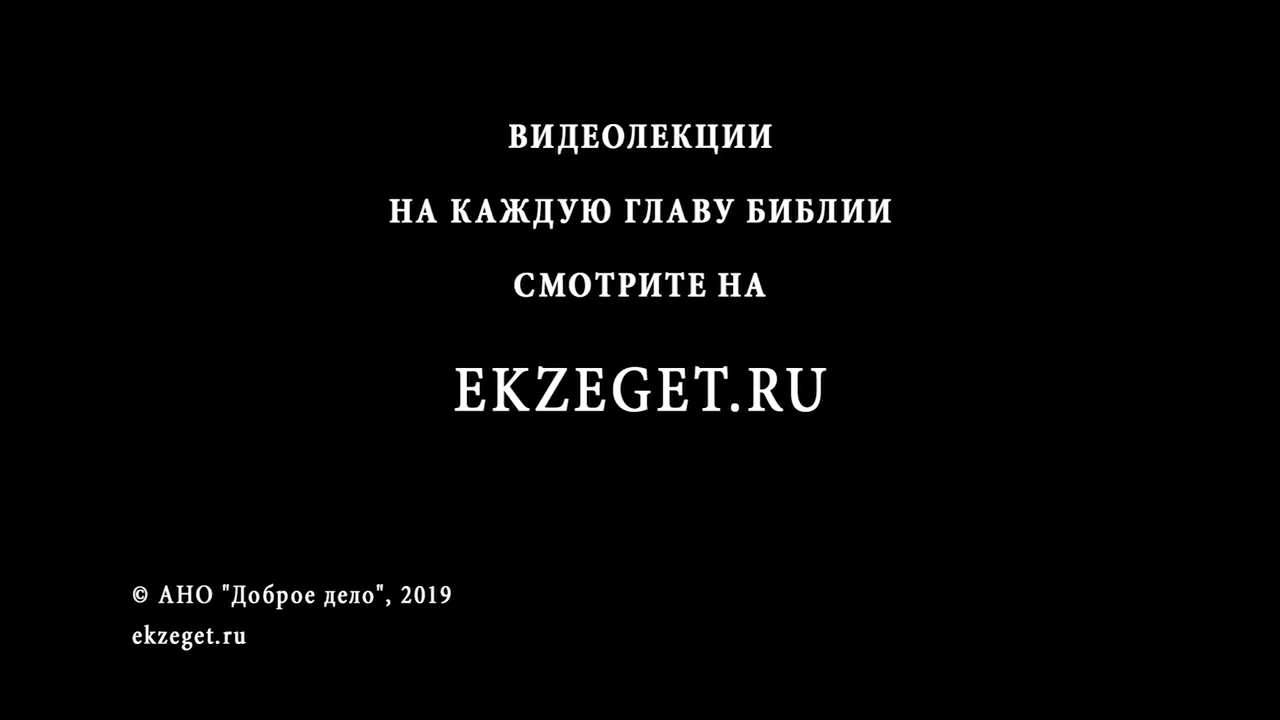 ВИДЕОЛЕКЦИИ
НА КАЖДУЮ ГЛАВУ БИБЛИИ
СМОТРИТЕ НА
EKZEGET.RU
© АНО "Доброе дело", 2019
ekzeget.ru